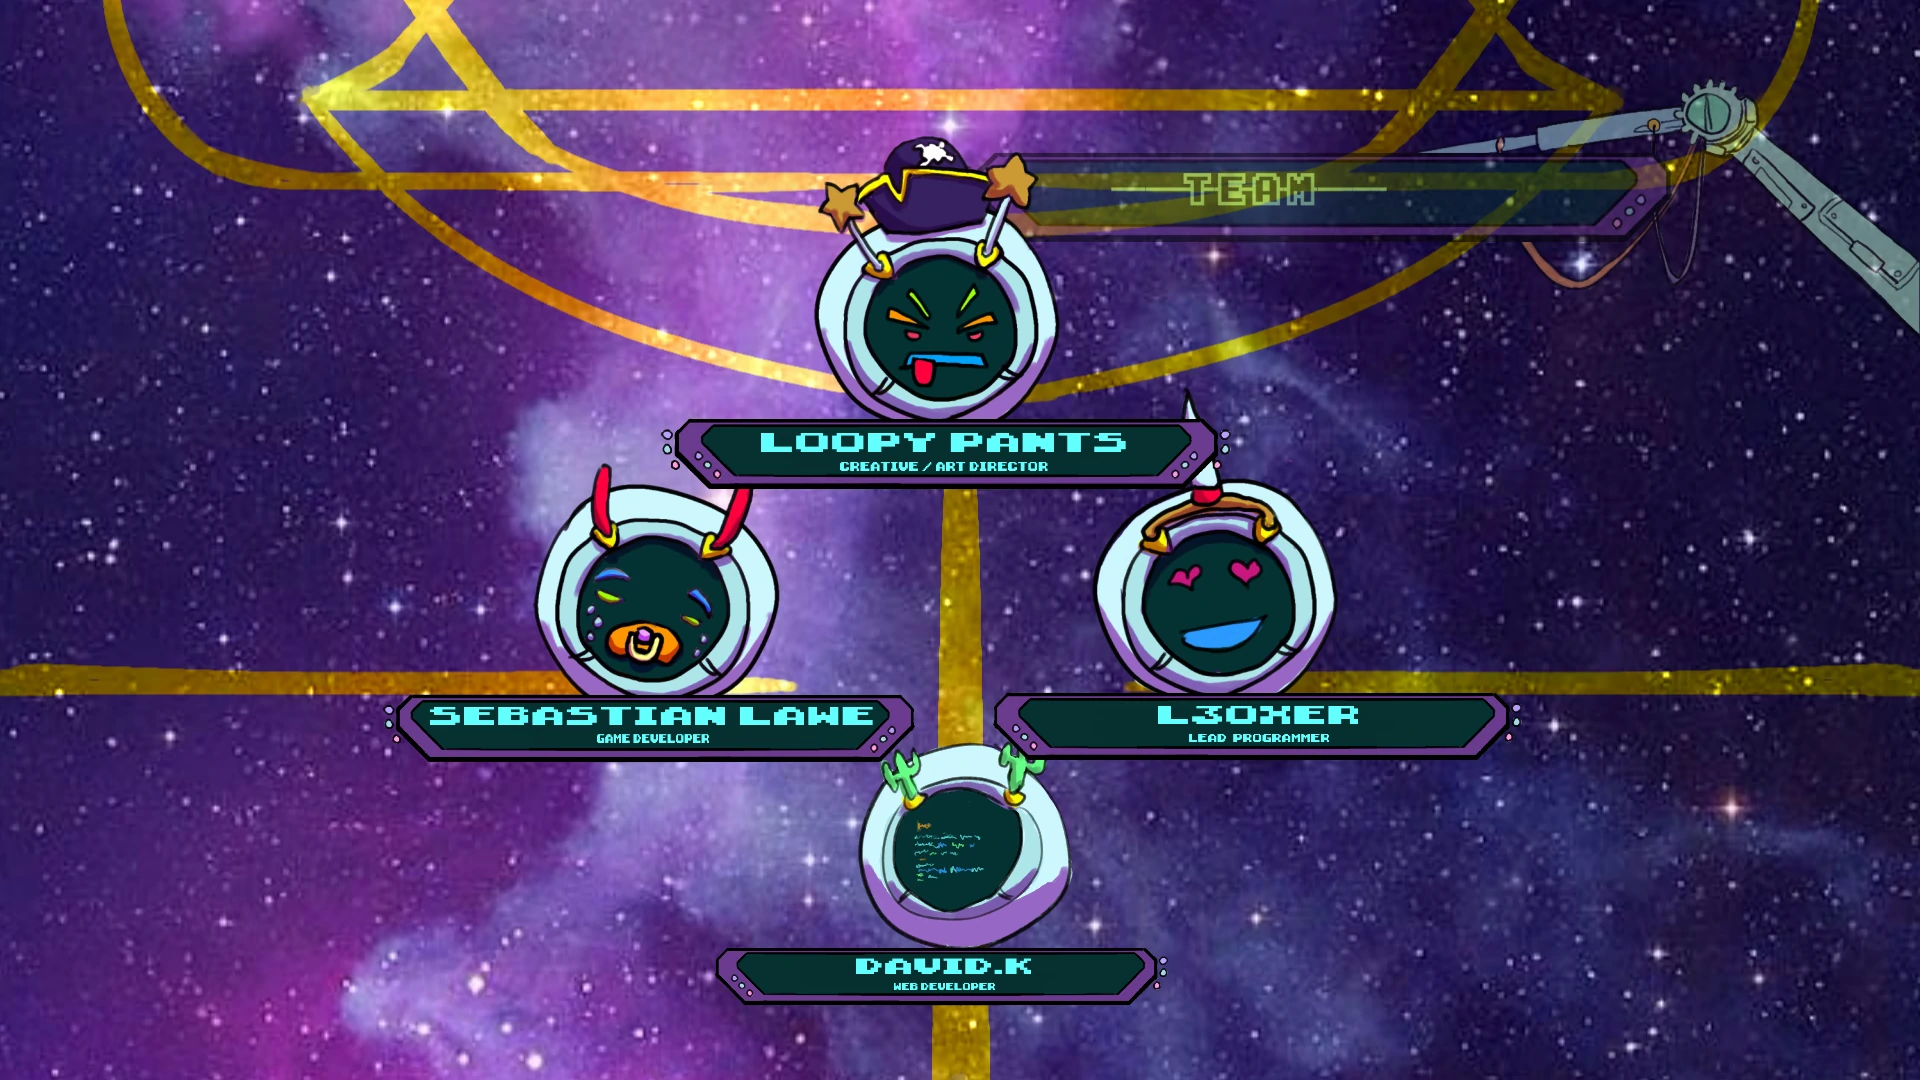 TEAM
LOOPY PANTS
CREATIVE / ART DIRECTOR
SEBASTIAN LAWE
GAME DEVELOPER
L3OXER
LEAD PROGRAMMER
DAVID.K
WEB DEVELOPER